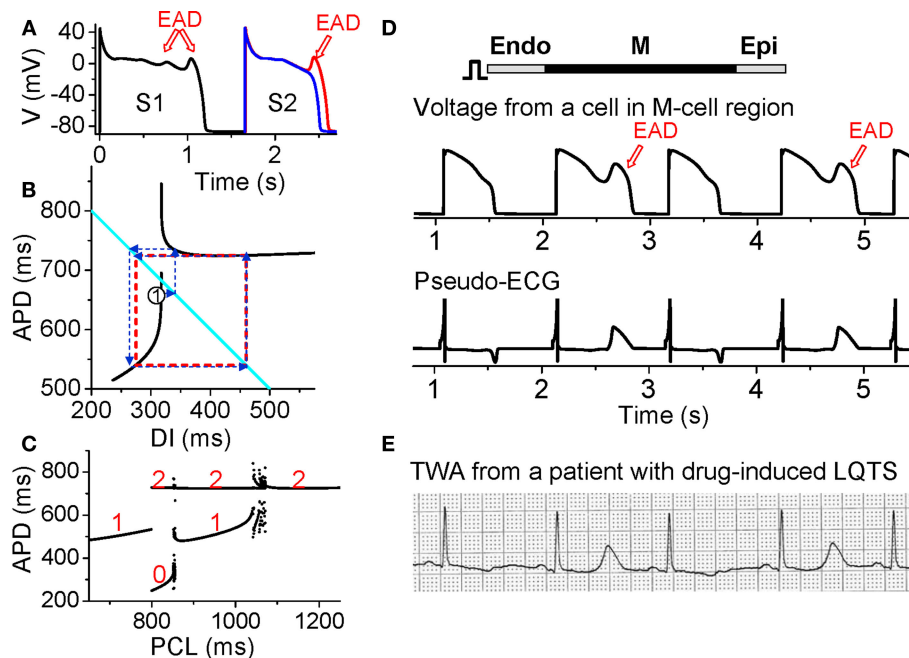 A
EAD
EAD
V (mV)
40
0
-40
-80
S1
S2
0
1
2
Time (s)
B
APD (ms)
800
700
600
500
1
200
300
400
500
DI (ms)
C
APD (ms)
800
600
400
200
2
2
2
1
1
0
800
1000
1200
PCL (ms)
D
Endo
M
Epi
Voltage from a cell in M-cell region
EAD
EAD
1
2
3
4
5
Pseudo-ECG
1
2
3
4
5
Time (s)
E
TWA from a patient with drug-induced LQTS